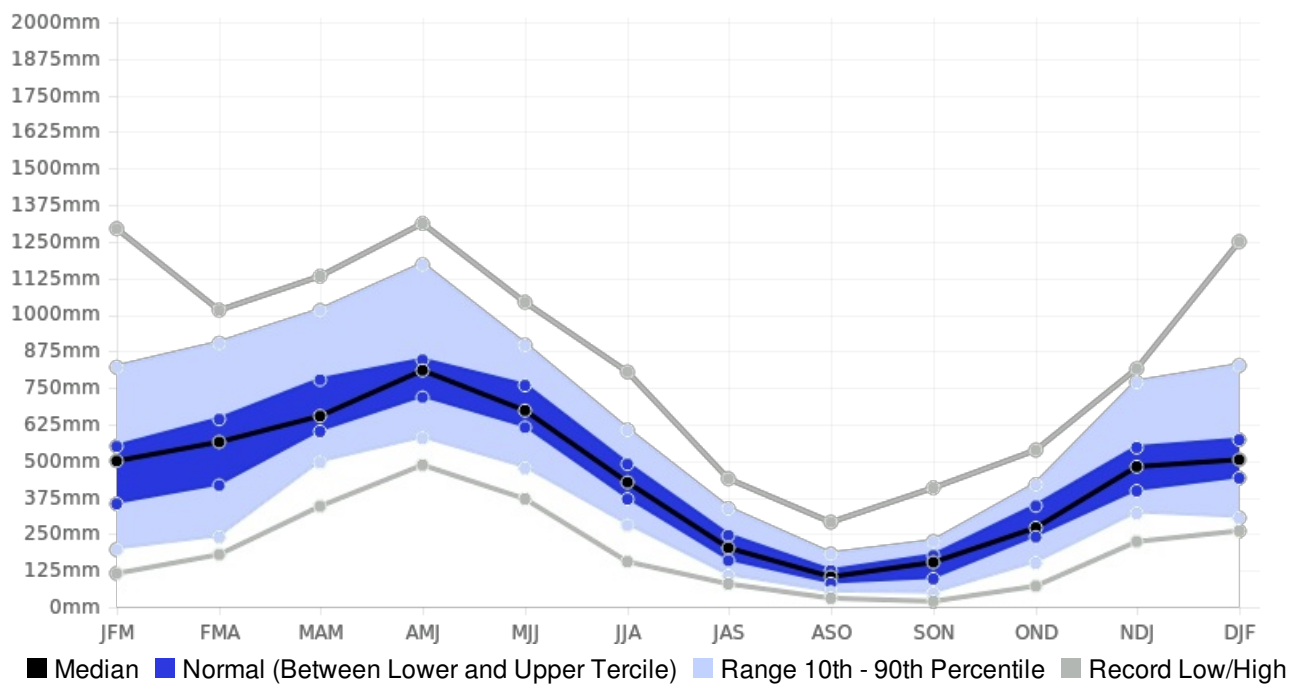 2000mm
1875mm
1750mm
1625mm
1500mm
1375mm
1250mm
1125mm
1000mm
875mm
750mm
625mm
500mm
375mm
250mm
125mm
0mm
JFM FMA MAM AMJ MJJ JJA JAS ASO SON OND NDJ DJF
Median Normal (Between Lower and Upper Tercile) Range 10th - 90th Percentile Record Low/High